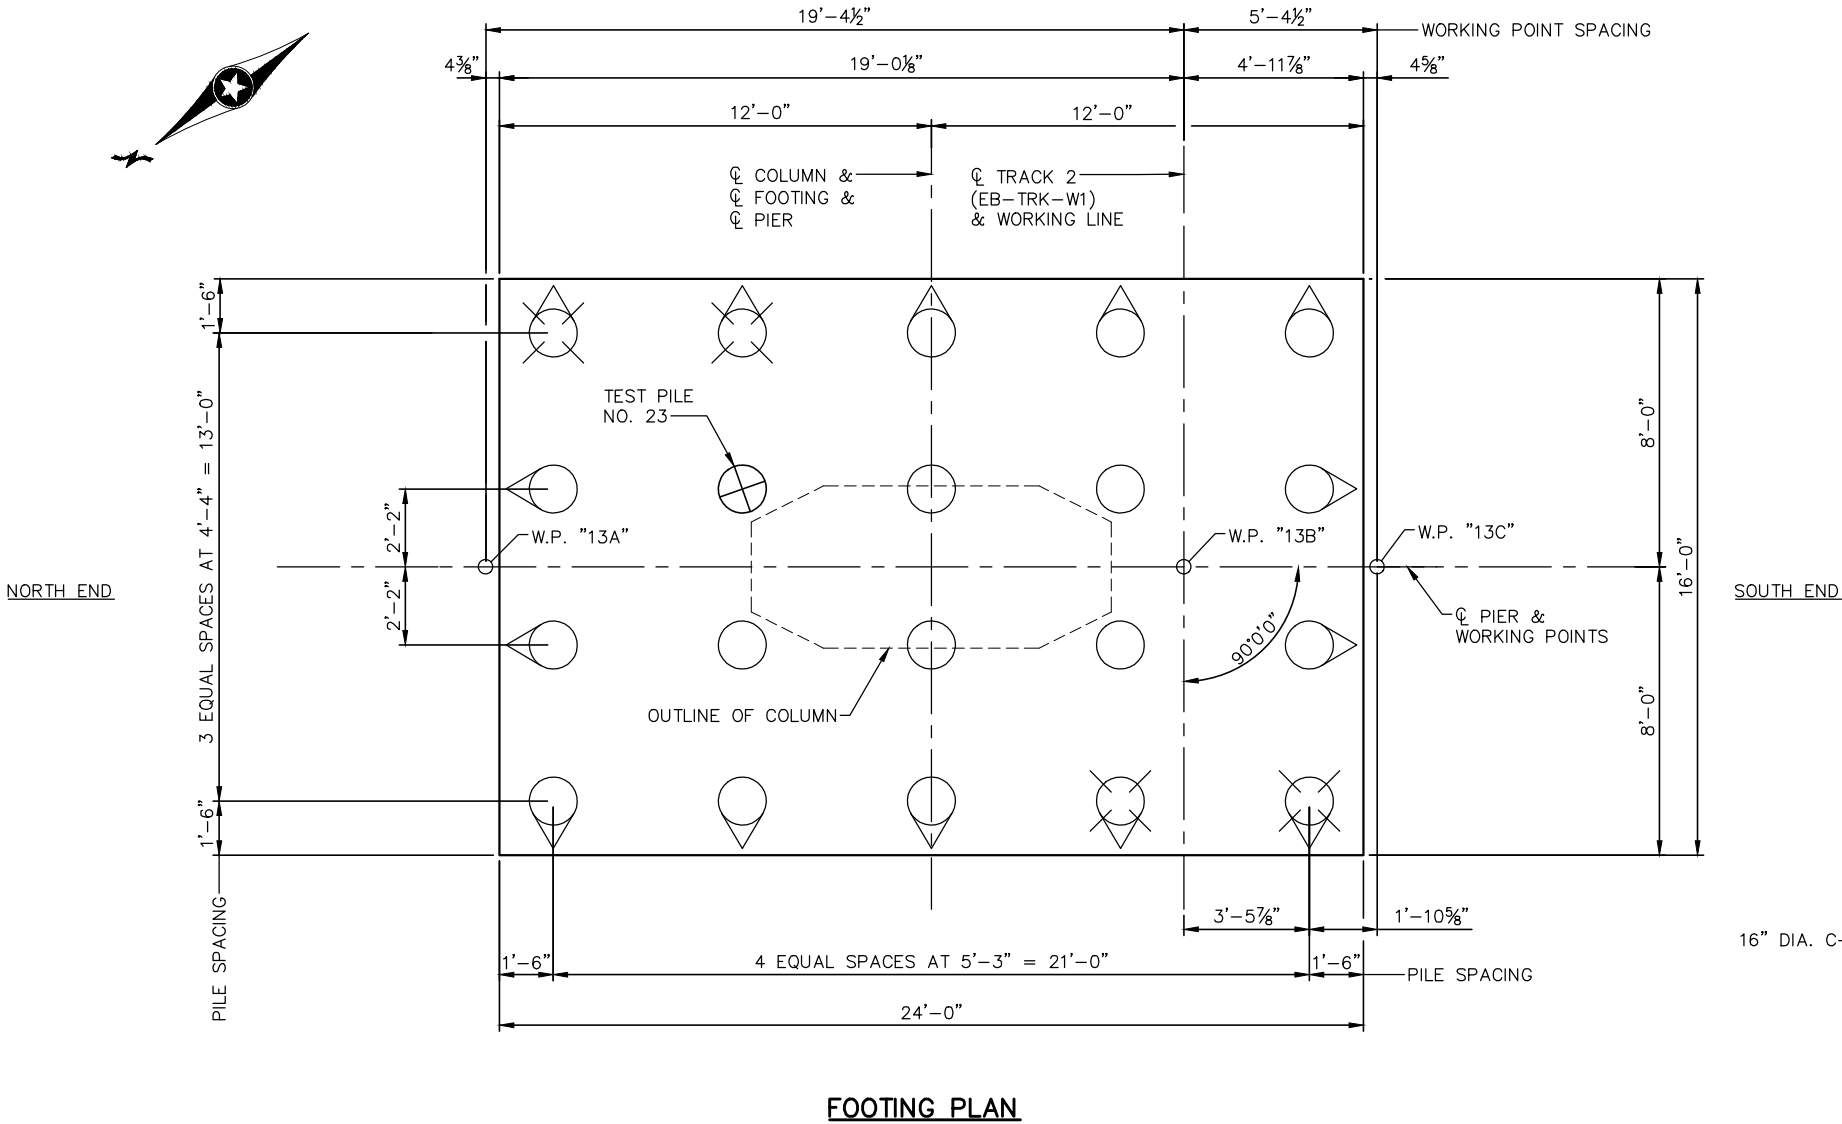 19'-4½"
5'-4½"
WORKING POINT SPACING
4⅜"
19'-0⅛"
4'-11⅞"
4⅝"
12'-0"
12'-0"
℄ COLUMN &
℄ FOOTING &
℄ PIER
℄ TRACK 2
(EB-TRK-W1)
& WORKING LINE
N
1'-6"
3 EQUAL SPACES AT 4'-4" = 13'-0"
1'-6"
PILE SPACING
2'-2"
2'-2"
TEST PILE
NO. 23
W.P. "13A"
W.P. "13B"
W.P. "13C"
NORTH END
SOUTH END
℄ PIER &
WORKING POINTS
90°0'0"
OUTLINE OF COLUMN
8'-0"
8'-0"
16'-0"
3'-5⅞"
1'-10⅝"
16" DIA. C-
1'-6"
4 EQUAL SPACES AT 5'-3" = 21'-0"
1'-6"
PILE SPACING
24'-0"
FOOTING PLAN